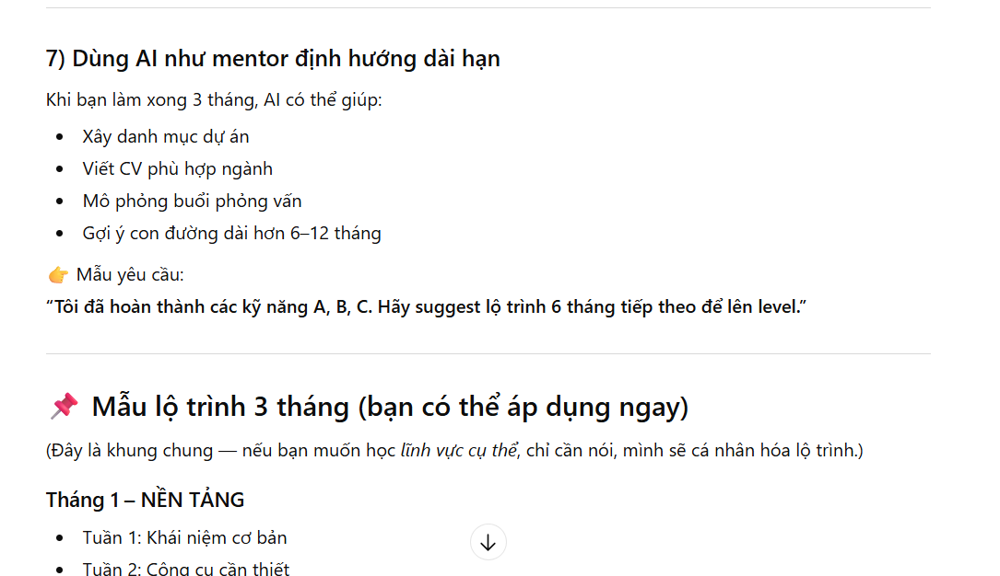 7) Dùng AI như mentor định hướng dài hạn
Khi bạn làm xong 3 tháng, AI có thể giúp:
• Xây danh mục dự án
• Viết CV phù hợp ngành
• Mô phỏng buổi phỏng vấn
• Gợi ý con đường dài hơn 6–12 tháng
👉 Mẫu yêu cầu:
“Tôi đã hoàn thành các kỹ năng A, B, C. Hãy suggest lộ trình 6 tháng tiếp theo để lên level.”
📌 Mẫu lộ trình 3 tháng (bạn có thể áp dụng ngay)
(Đây là khung chung — nếu bạn muốn học lĩnh vực cụ thể, chỉ cần nói, mình sẽ cá nhân hóa lộ trình.)
Tháng 1 – NỀN TẢNG
• Tuần 1: Khái niệm cơ bản
• Tuần 2: Công cụ cần thiết